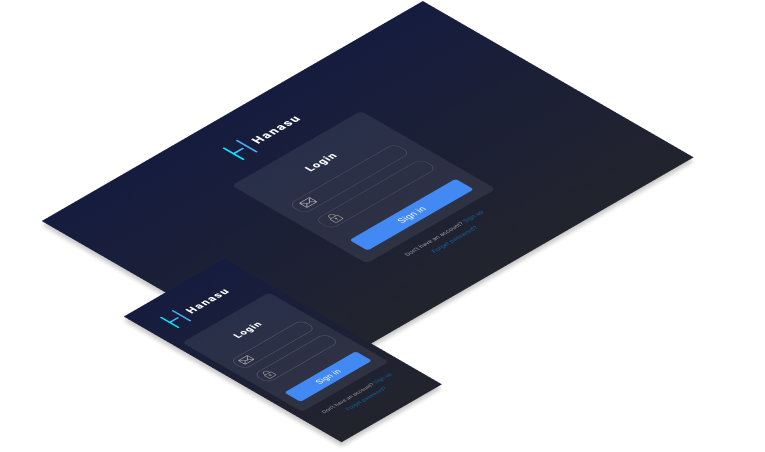 Hanasu
Login
Sign in
Don't have an account? Sign up
Forgot password?
Hanasu
Login
Sign in
Don't have an account? Sign up
Forgot password?